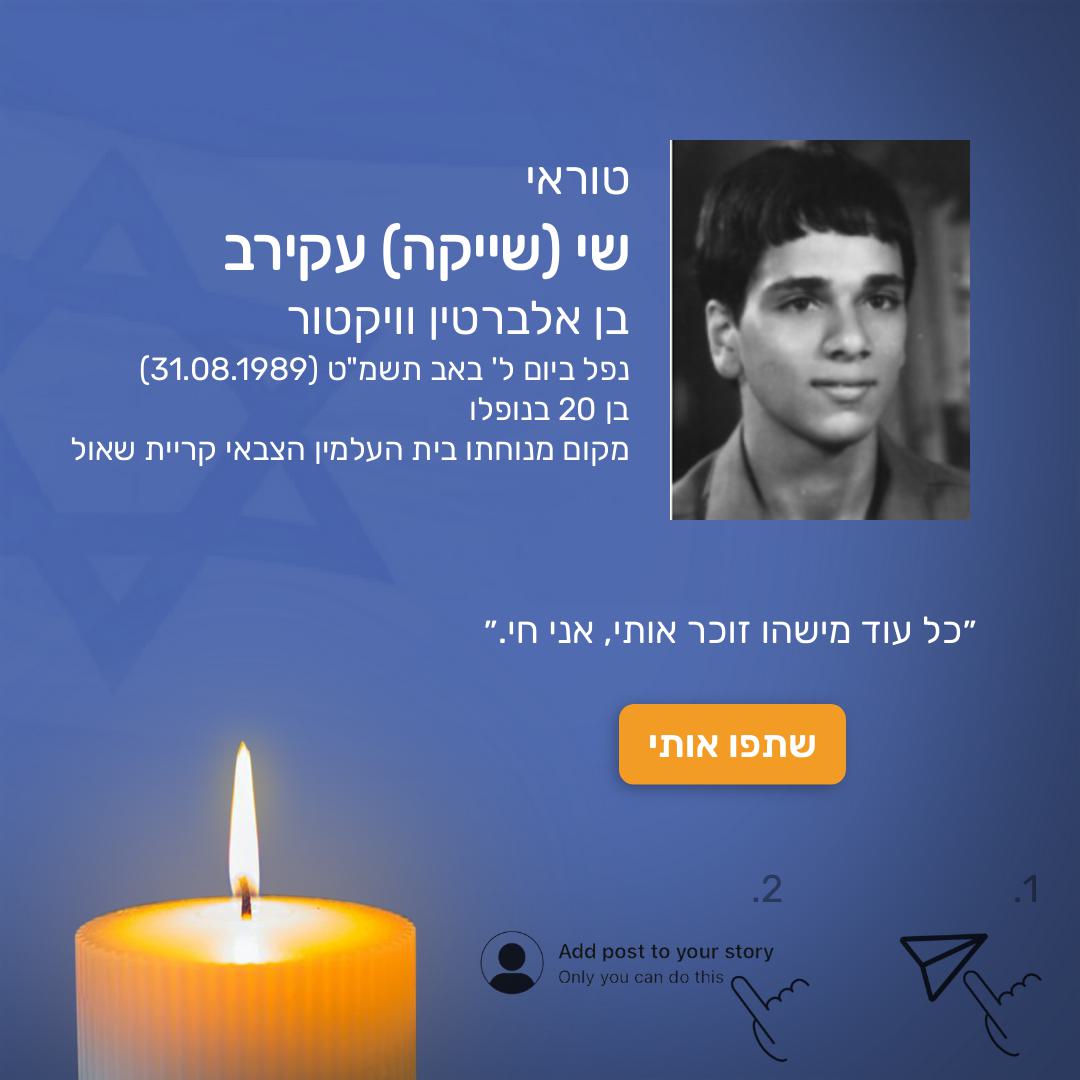 טוראי
שי (שייקה) עקירב
בן אלברטין וויקטור
נפל ביום ל' באב תשמ"ט (31.08.1989)
בן 20 בנופלו
מקום מנוחתו בית העלמין הצבאי קריית שאול
״כל עוד מישהו זוכר אותי, אני חי.״
שתפו אותי
.1
.2
Add post to your story
Only you can do this